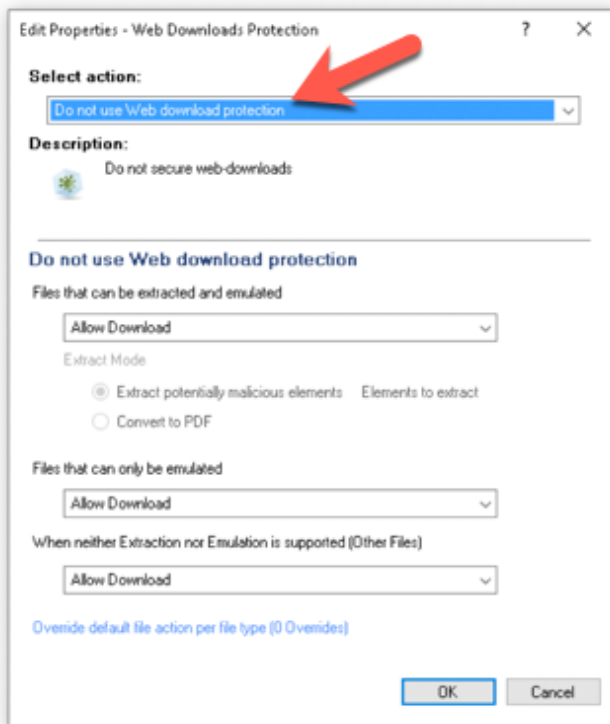 Edit Properties - Web Downloads Protection
Select action:
Do not use Web download protection
Description:
Do not secure web-downloads
Do not use Web download protection
Files that can be extracted and emulated
Allow Download
Extract Mode
Extract potentially malicious elements Elements to extract
Convert to PDF
Files that can only be emulated
Allow Download
When neither Extraction nor Emulation is supported (Other Files)
Allow Download
Override default file action per file type (0 Overrides)
OK Cancel